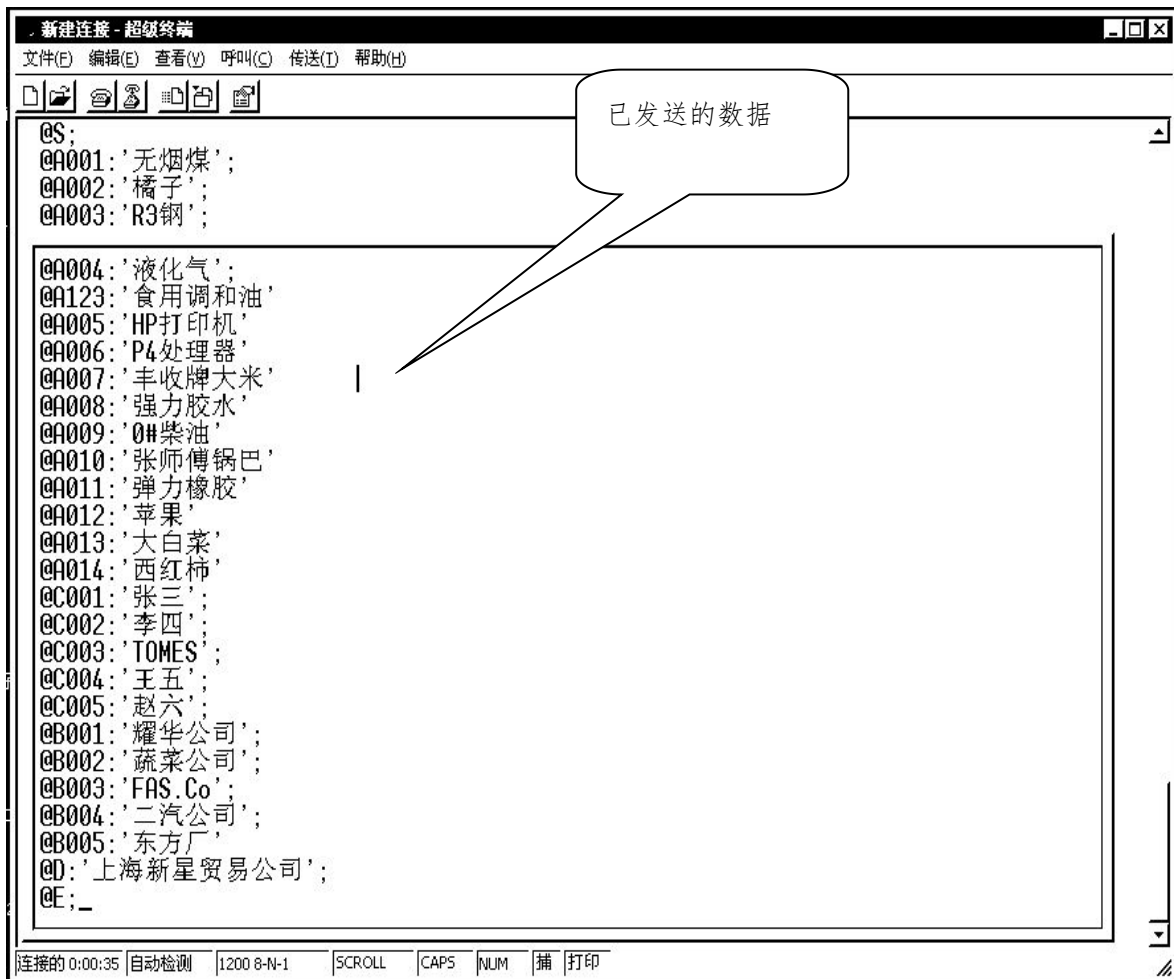 新建连接 - 超级终端
文件(F) 编辑(E) 查看(V) 呼叫(C) 传送(T) 帮助(H)
已发送的数据
@S;
@A001:'无烟煤';
@A002:'橘子';
@A003:'R3钢';
@A004:'液化气';
@A123:'食用调和油'
@A005:'HP打印机'
@A006:'P4处理器'
@A007:'丰收牌大米'
@A008:'强力胶水'
@A009:'0#柴油'
@A010:'张师傅锅巴'
@A011:'弹力橡胶'
@A012:'苹果'
@A013:'大白菜'
@A014:'西红柿'
@C001:'张三';
@C002:'李四';
@C003:'TOMES';
@C004:'王五';
@C005:'赵六';
@B001:'耀华公司';
@B002:'蔬菜公司';
@B003:'FAS.Co';
@B004:'二汽公司';
@B005:'东方厂'
@D:'上海新星贸易公司';
@E;_
连接的 0:00:35 自动检测 1200 8-N-1 SCROLL CAPS NUM 捕 打印